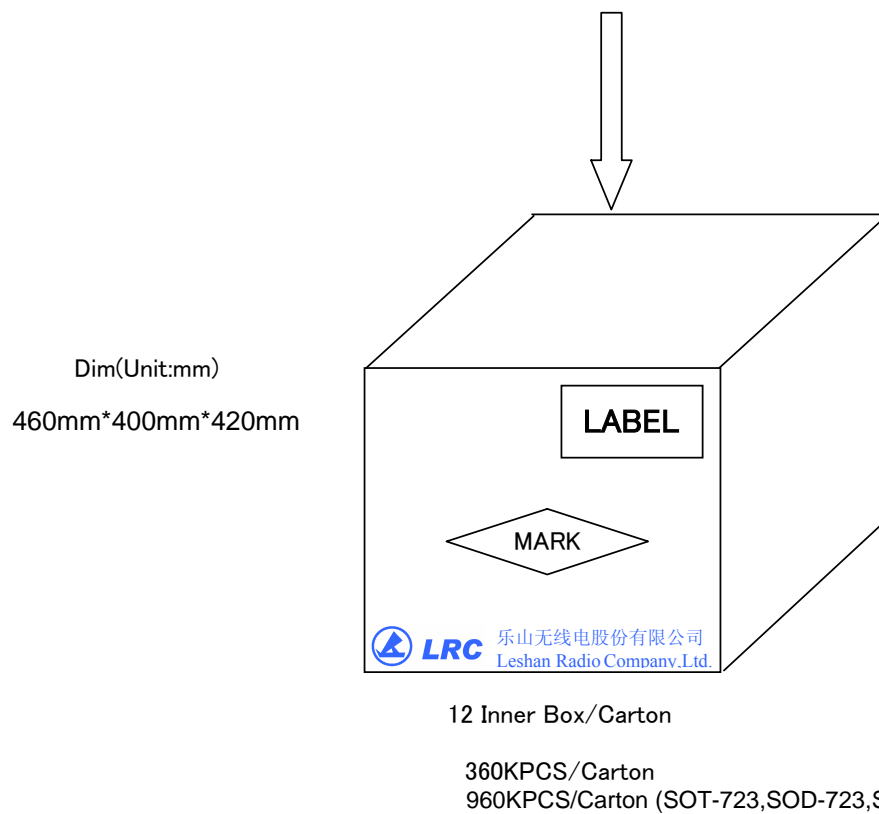 Dim(Unit:mm)
460mm*400mm*420mm
LABEL
MARK
LRC
乐山无线电股份有限公司
Leshan Radio Company,Ltd.
12 Inner Box/Carton
360KPCS/Carton
960KPCS/Carton (SOT-723,SOD-723,S